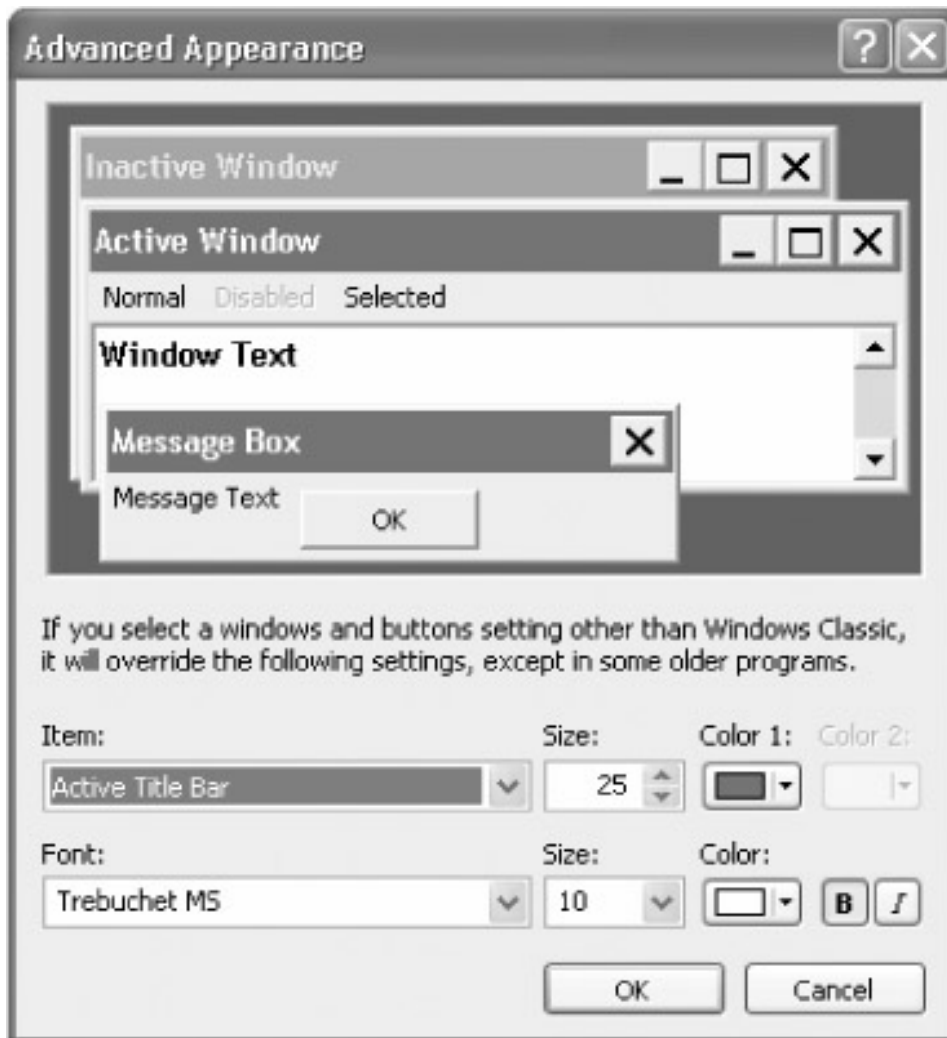 Advanced Appearance
?
Inactive Window
Active Window
Normal Disabled Selected
Window Text
Message Box
Message Text
OK
If you select a windows and buttons setting other than Windows Classic,
it will override the following settings, except in some older programs.
Item: Size: Color 1: Color 2:
Active Title Bar 25
Font: Size: Color:
Trebuchet MS 10 B I
OK Cancel